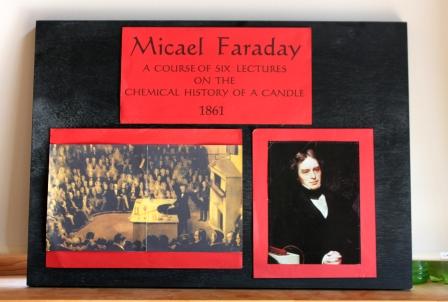 Micael Faraday
A COURSE OF SIX LECTURES
ON THE
CHEMICAL HISTORY OF A CANDLE
1861